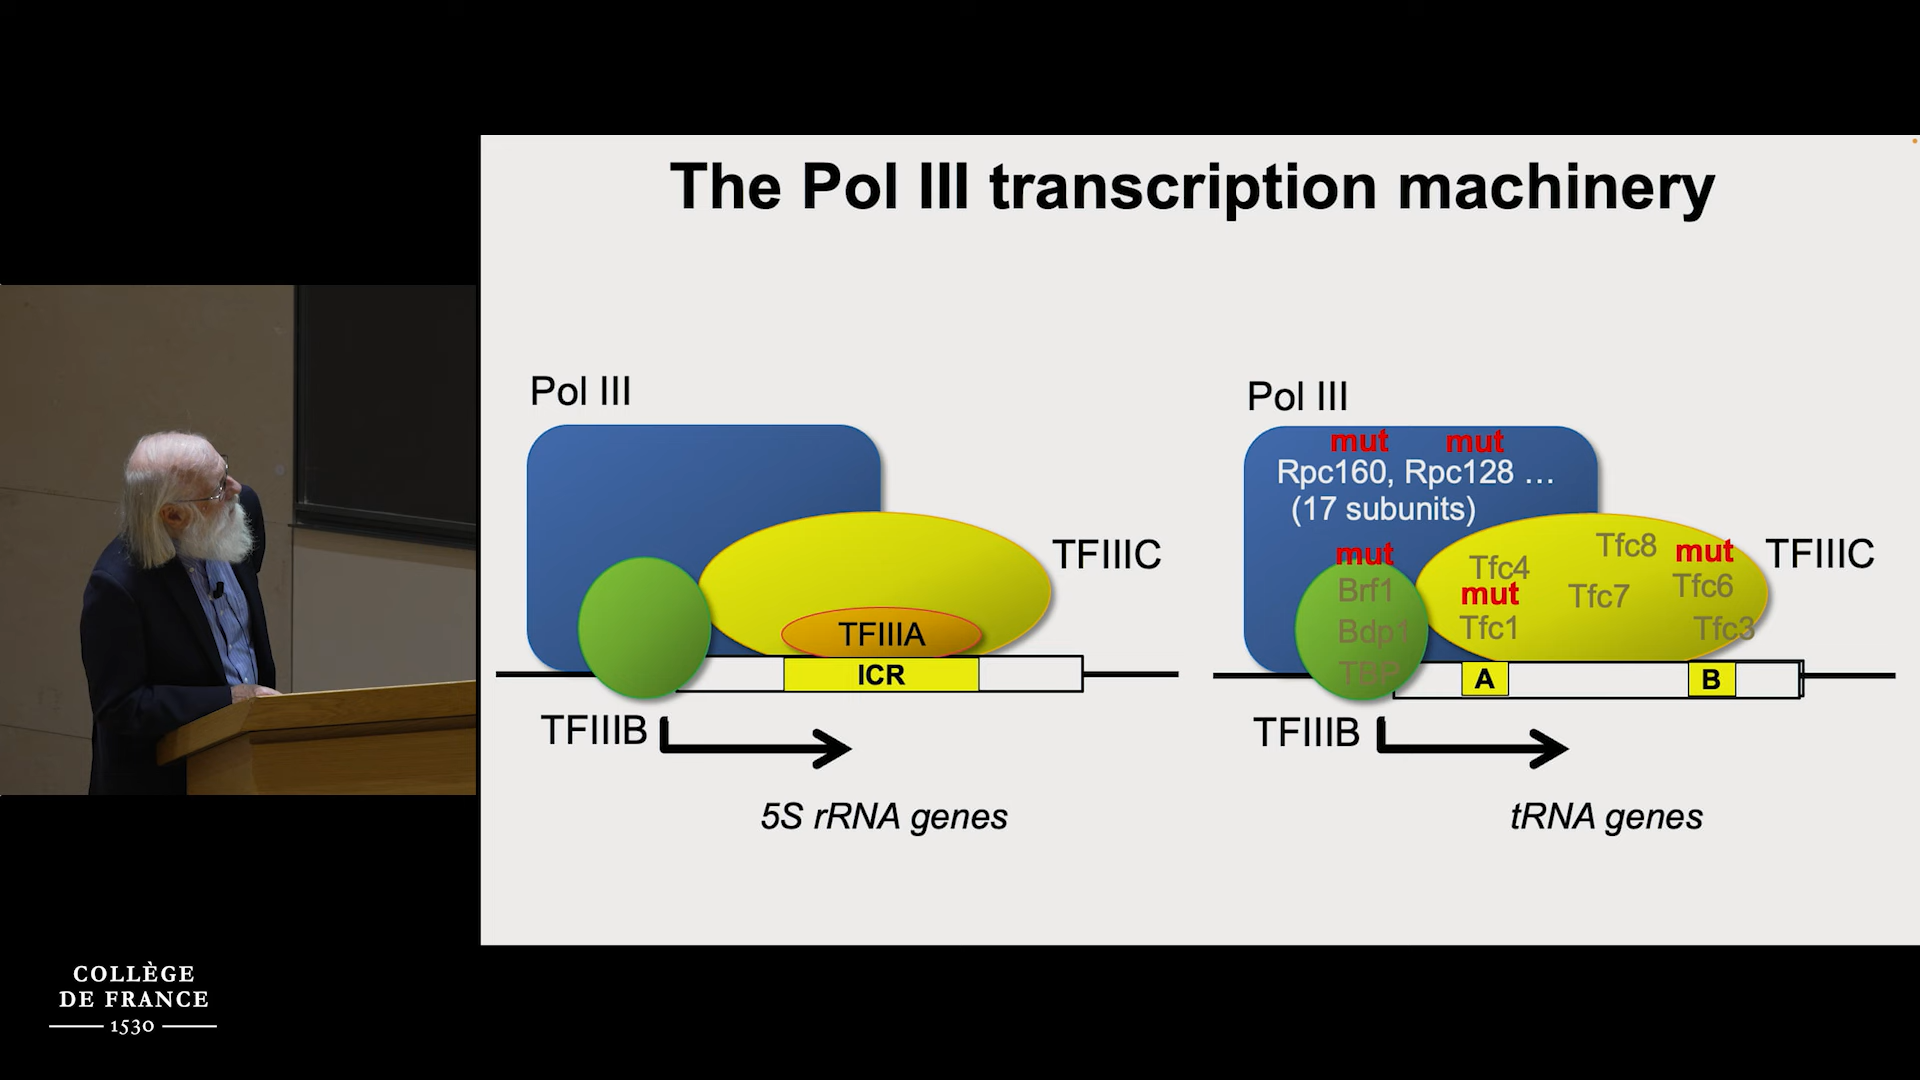 The Pol III transcription machinery
Pol III
TFIIIC
TFIIIA
ICR
TFIIIB
5S rRNA genes
Pol III
mut mut
Rpc160, Rpc128 ...
(17 subunits)
mut
Brf1
Bdp1
TBP
Tfc8
mut
Tfc4
Tfc6
mut
Tfc7
Tfc1
Tfc3
TFIIIC
A
B
TFIIIB
tRNA genes
COLLÈGE
DE FRANCE
1530